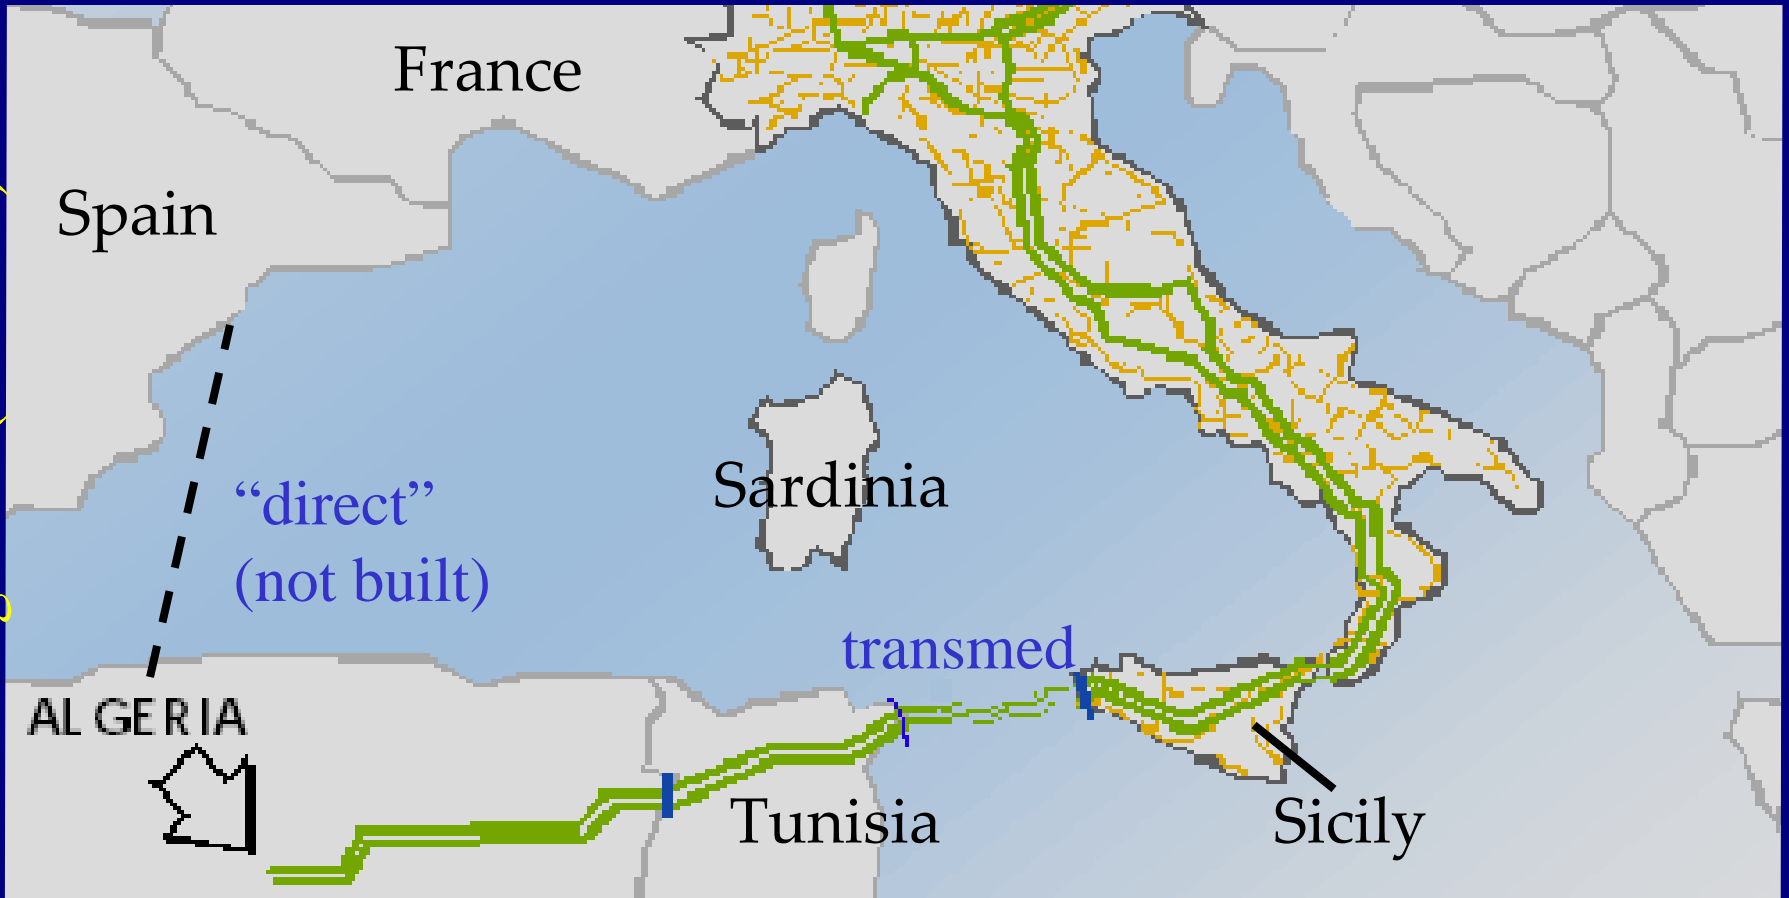 France
Spain
“direct”
(not built)
Sardinia
transmed
ALGERIA
Tunisia
Sicily